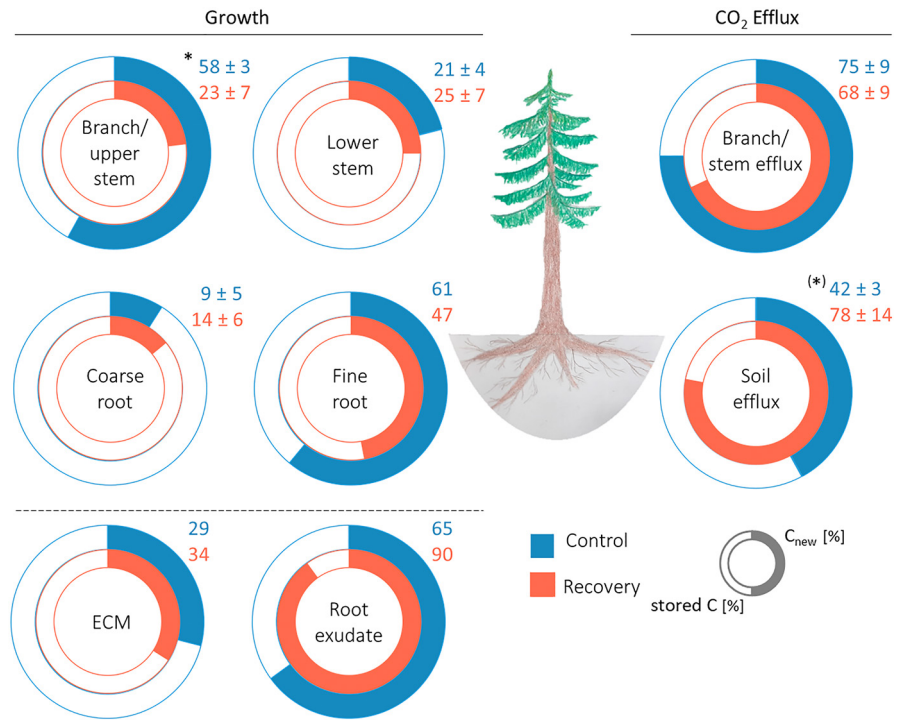 Growth
CO₂ Efflux
* 58 ± 3
23 ± 7
Branch/
upper
stem
21 ± 4
25 ± 7
Lower
stem
75 ± 9
68 ± 9
Branch/
stem efflux
9 ± 5
14 ± 6
Coarse
root
61
47
Fine
root
(*) 42 ± 3
78 ± 14
Soil
efflux
29
34
ECM
65
90
Root
exudate
Control
Recovery
Cnew [%]
stored C [%]